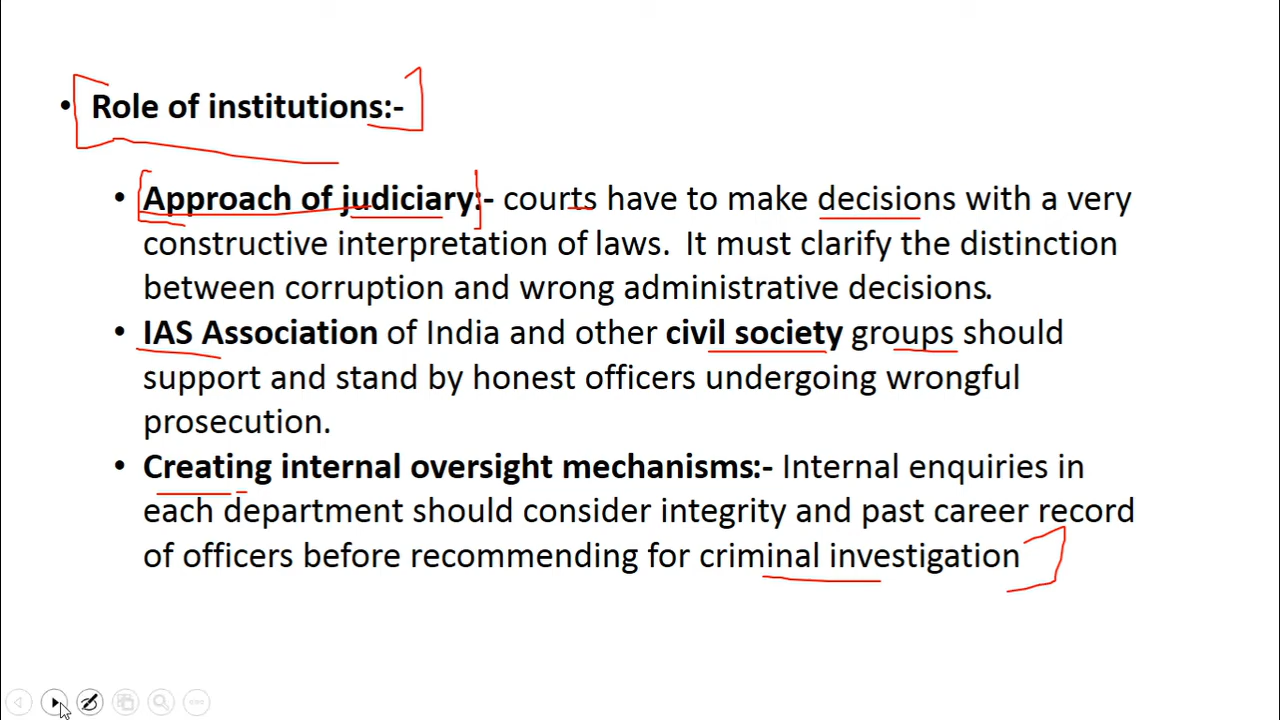 • Role of institutions:-
• Approach of judiciary:- courts have to make decisions with a very
constructive interpretation of laws. It must clarify the distinction
between corruption and wrong administrative decisions.
• IAS Association of India and other civil society groups should
support and stand by honest officers undergoing wrongful
prosecution.
• Creating internal oversight mechanisms:- Internal enquiries in
each department should consider integrity and past career record
of officers before recommending for criminal investigation